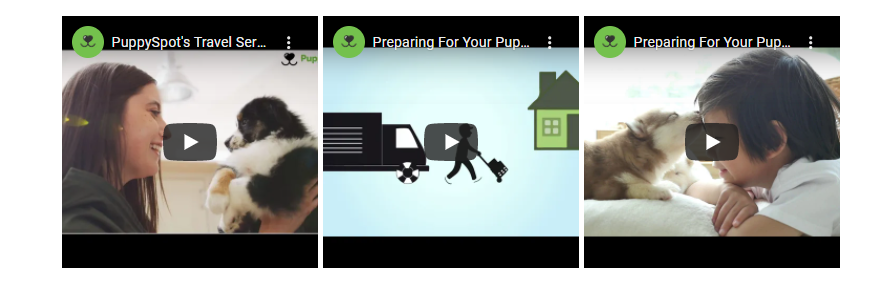 PuppySpot's Travel Ser...
Pup
Preparing For Your Pup...
Preparing For Your Pup...